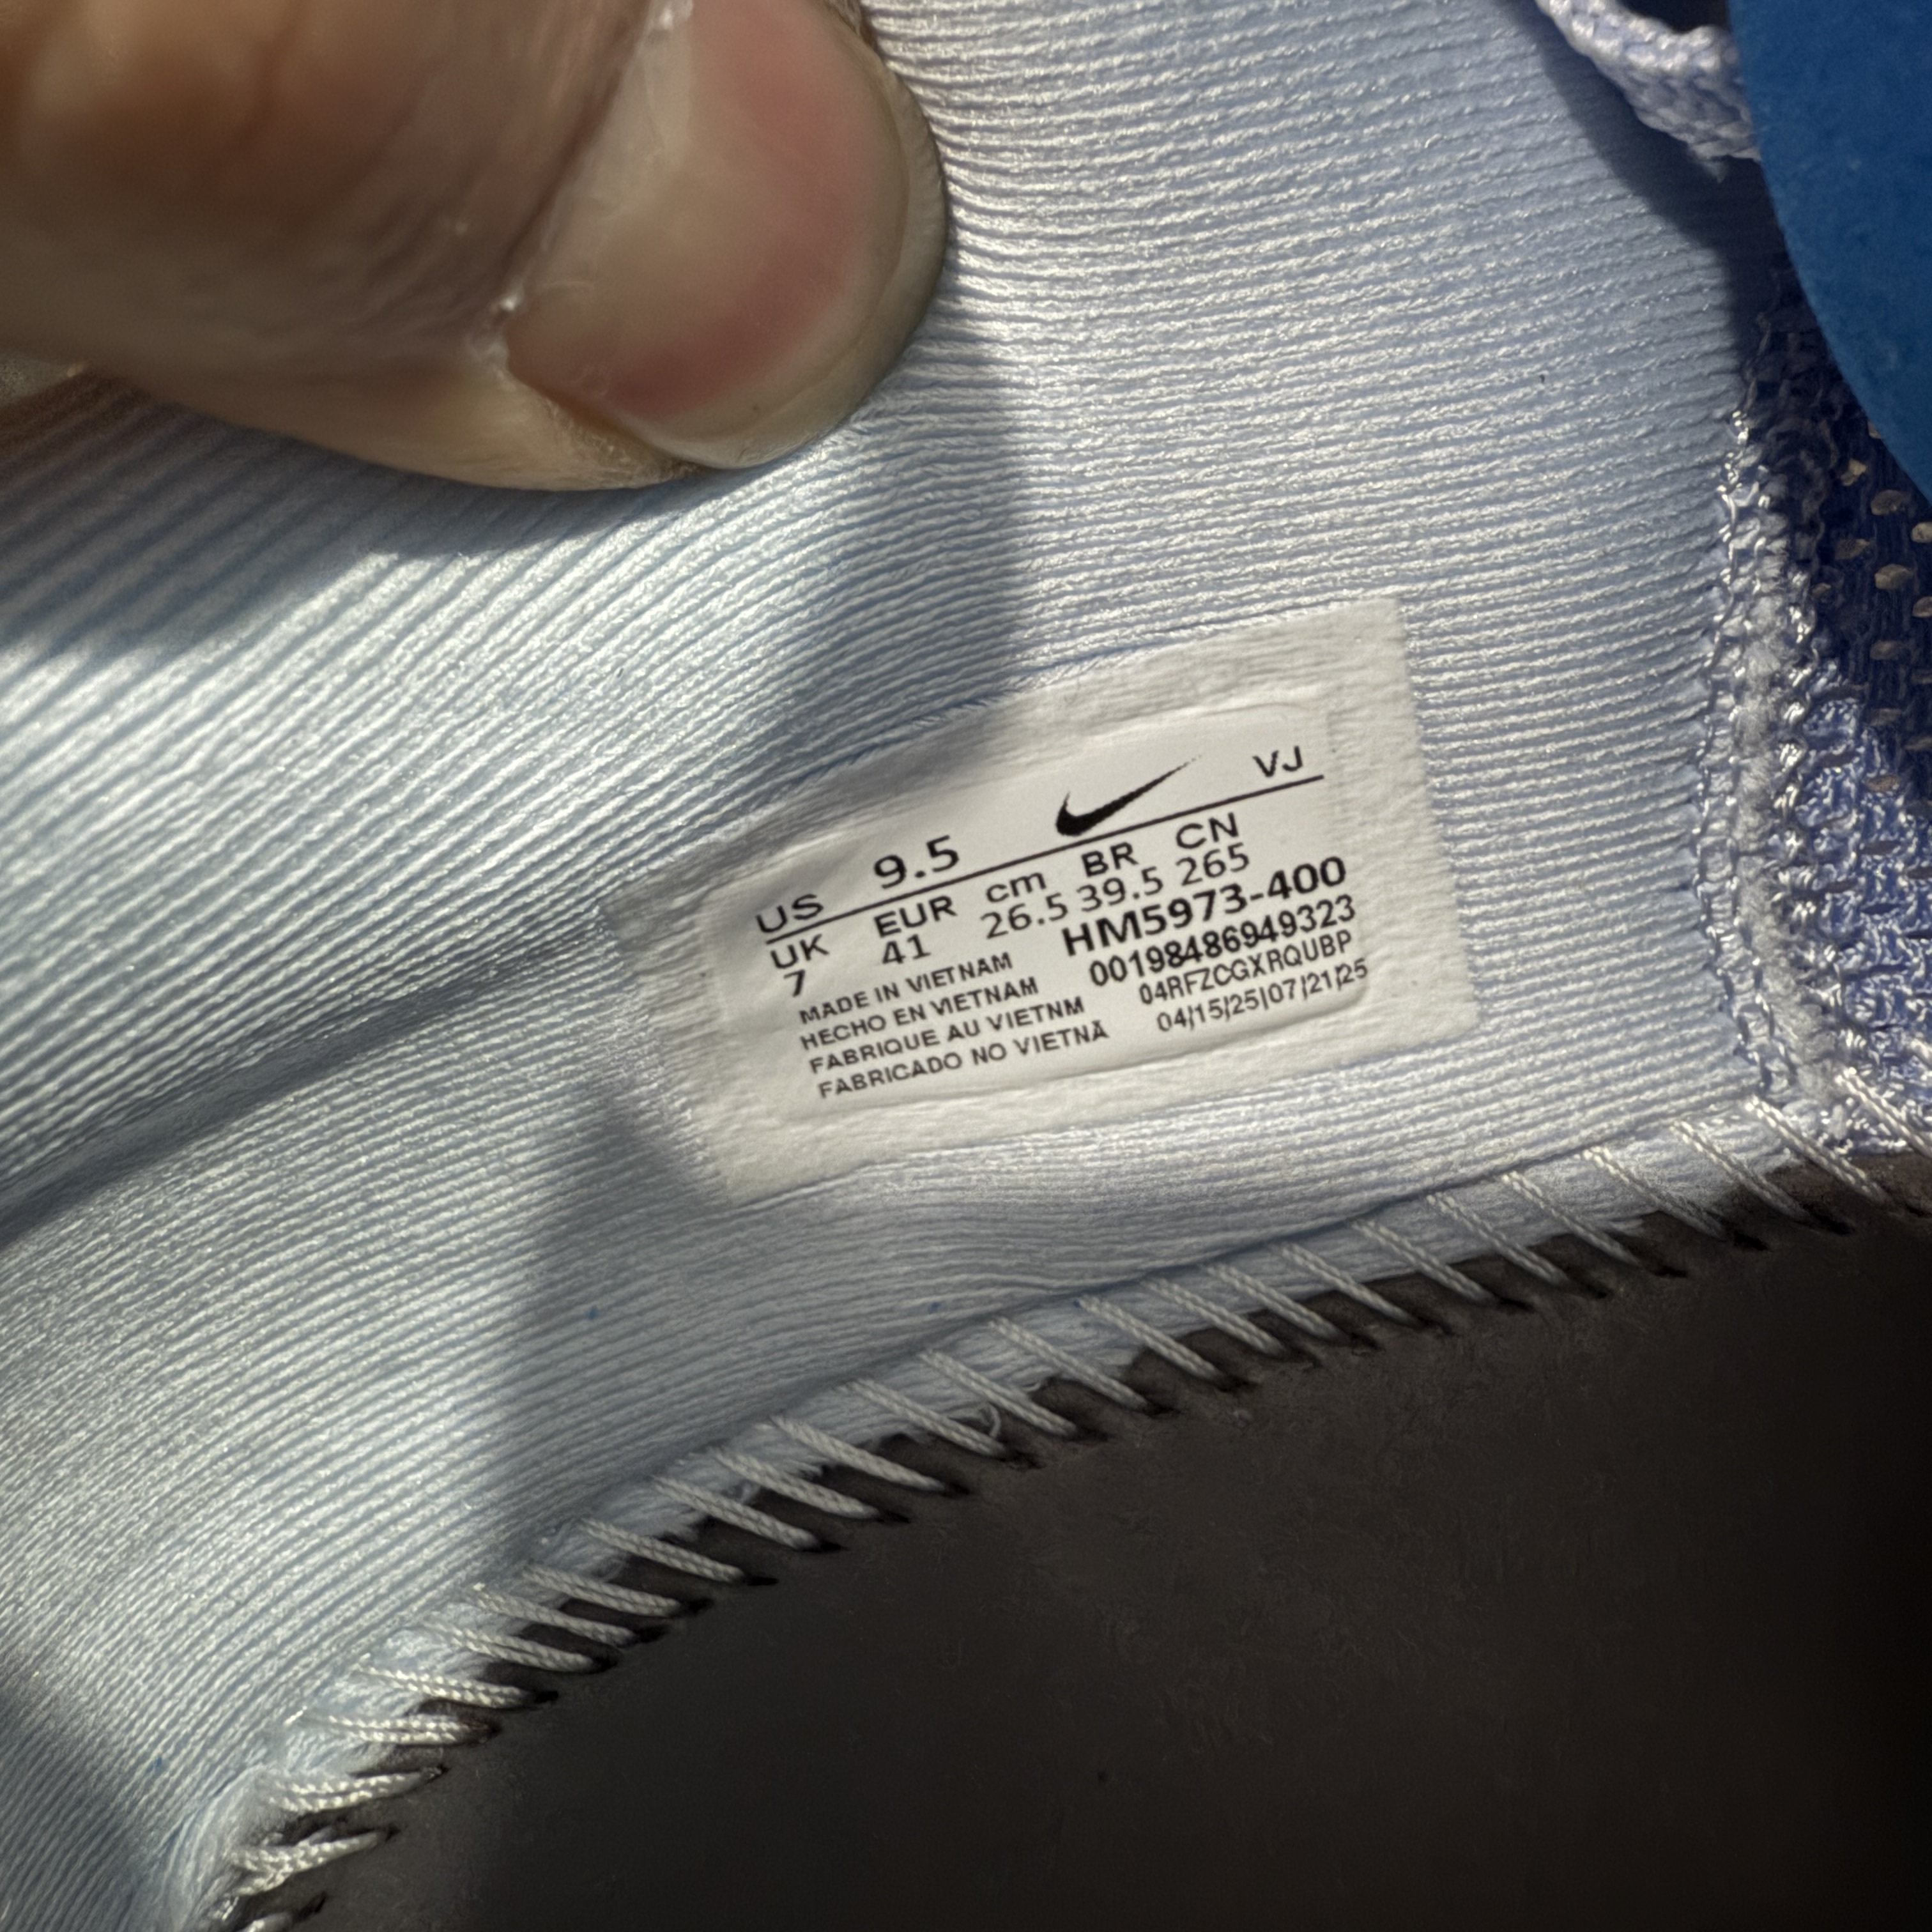 US 9.5 VJ
UK EUR cm BR CN
7 41 26.5 39.5 265
MADE IN VIETNAM HM5973-400
HECHO EN VIETNAM 00198486949323
FABRIQUE AU VIETNM 04RFZCGXRQUBP
FABRICADO NO VIETNÃ 04/15/25|07/21/25